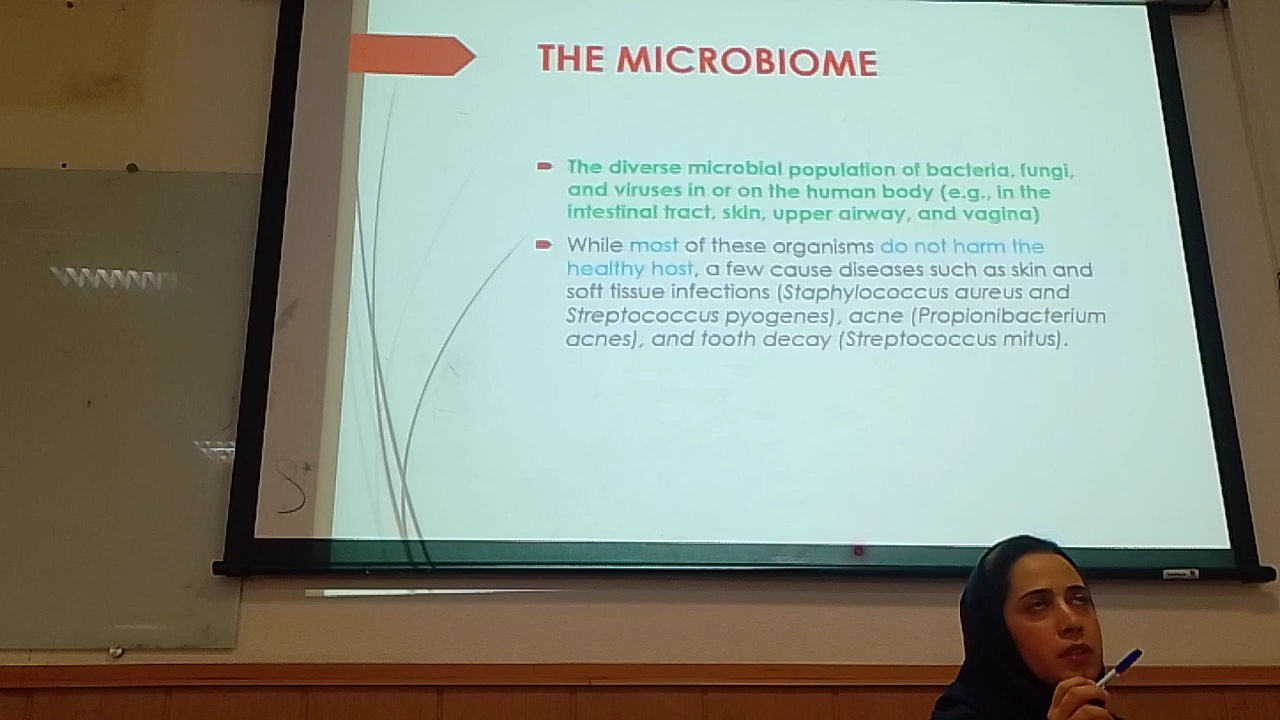 THE MICROBIOME
The diverse microbial population of bacteria, fungi,
and viruses in or on the human body (e.g., in the
intestinal tract, skin, upper airway, and vagina)
While most of these organisms do not harm the
healthy host, a few cause diseases such as skin and
soft tissue infections (Staphylococcus aureus and
Streptococcus pyogenes), acne (Propionibacterium
acnes), and tooth decay (Streptococcus mitus).